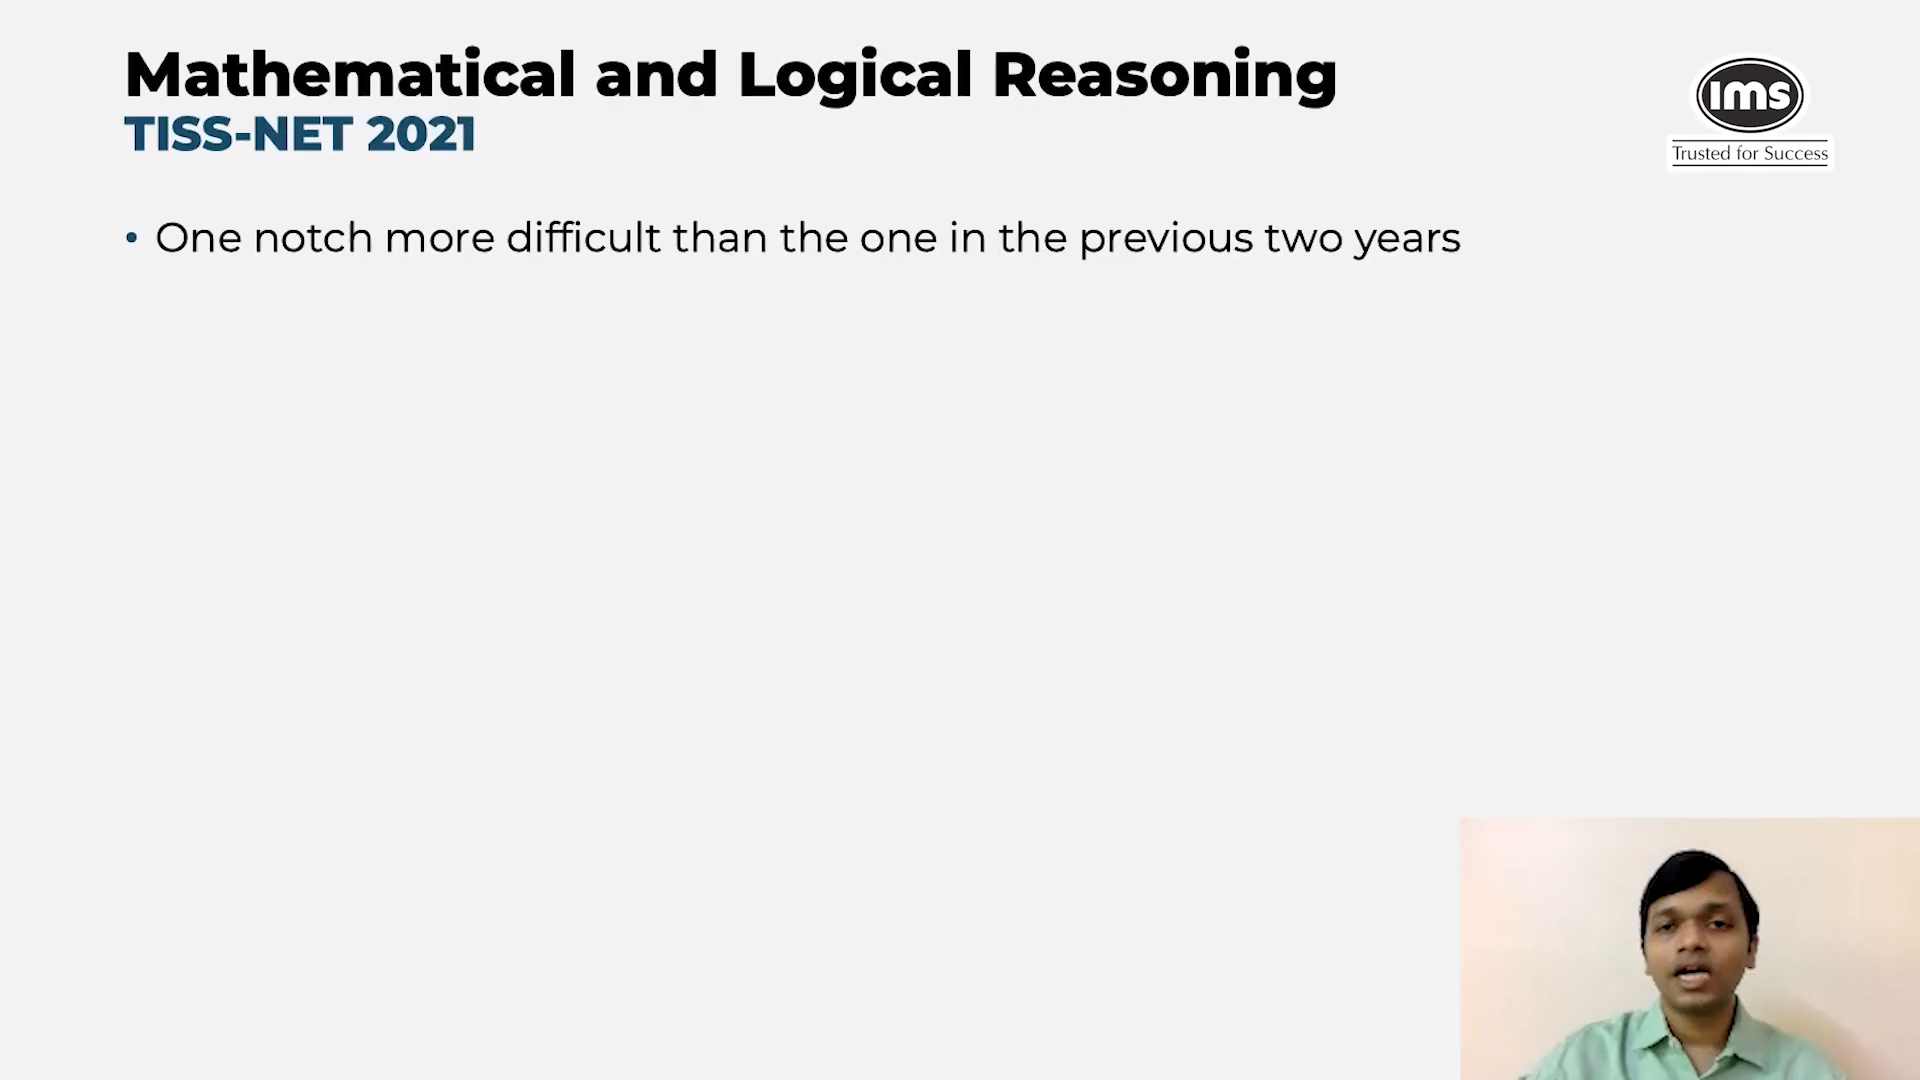 Mathematical and Logical Reasoning
TISS-NET 2021
ims
Trusted for Success
• One notch more difficult than the one in the previous two years